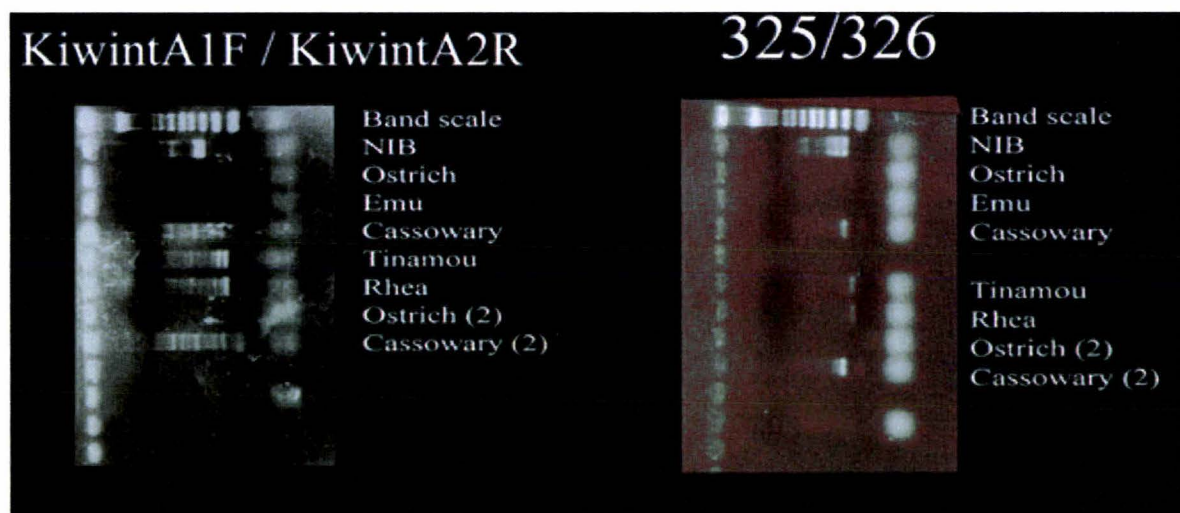 KiwintA1F / KiwintA2R
Band scale
NIB
Ostrich
Emu
Cassowary
Tinamou
Rhea
Ostrich (2)
Cassowary (2)
325/326
Band scale
NIB
Ostrich
Emu
Cassowary
Tinamou
Rhea
Ostrich (2)
Cassowary (2)